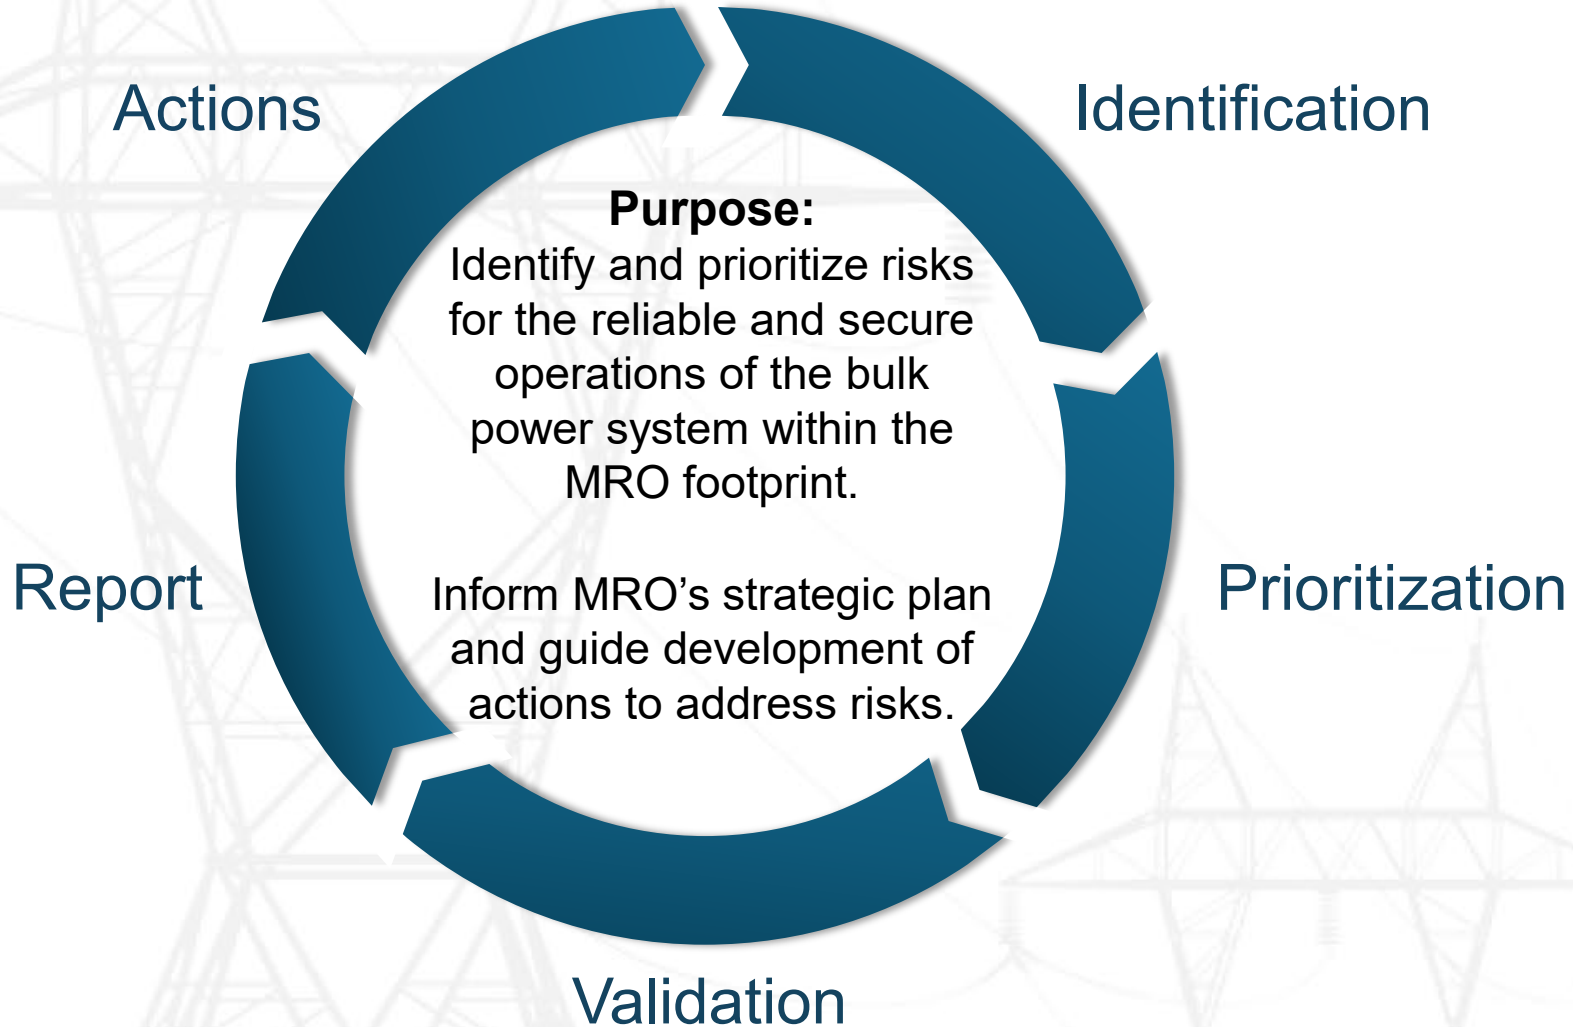 Actions
Identification
Purpose:
Identify and prioritize risks
for the reliable and secure
operations of the bulk
power system within the
MRO footprint.
Inform MRO’s strategic plan
and guide development of
actions to address risks.
Report
Prioritization
Validation